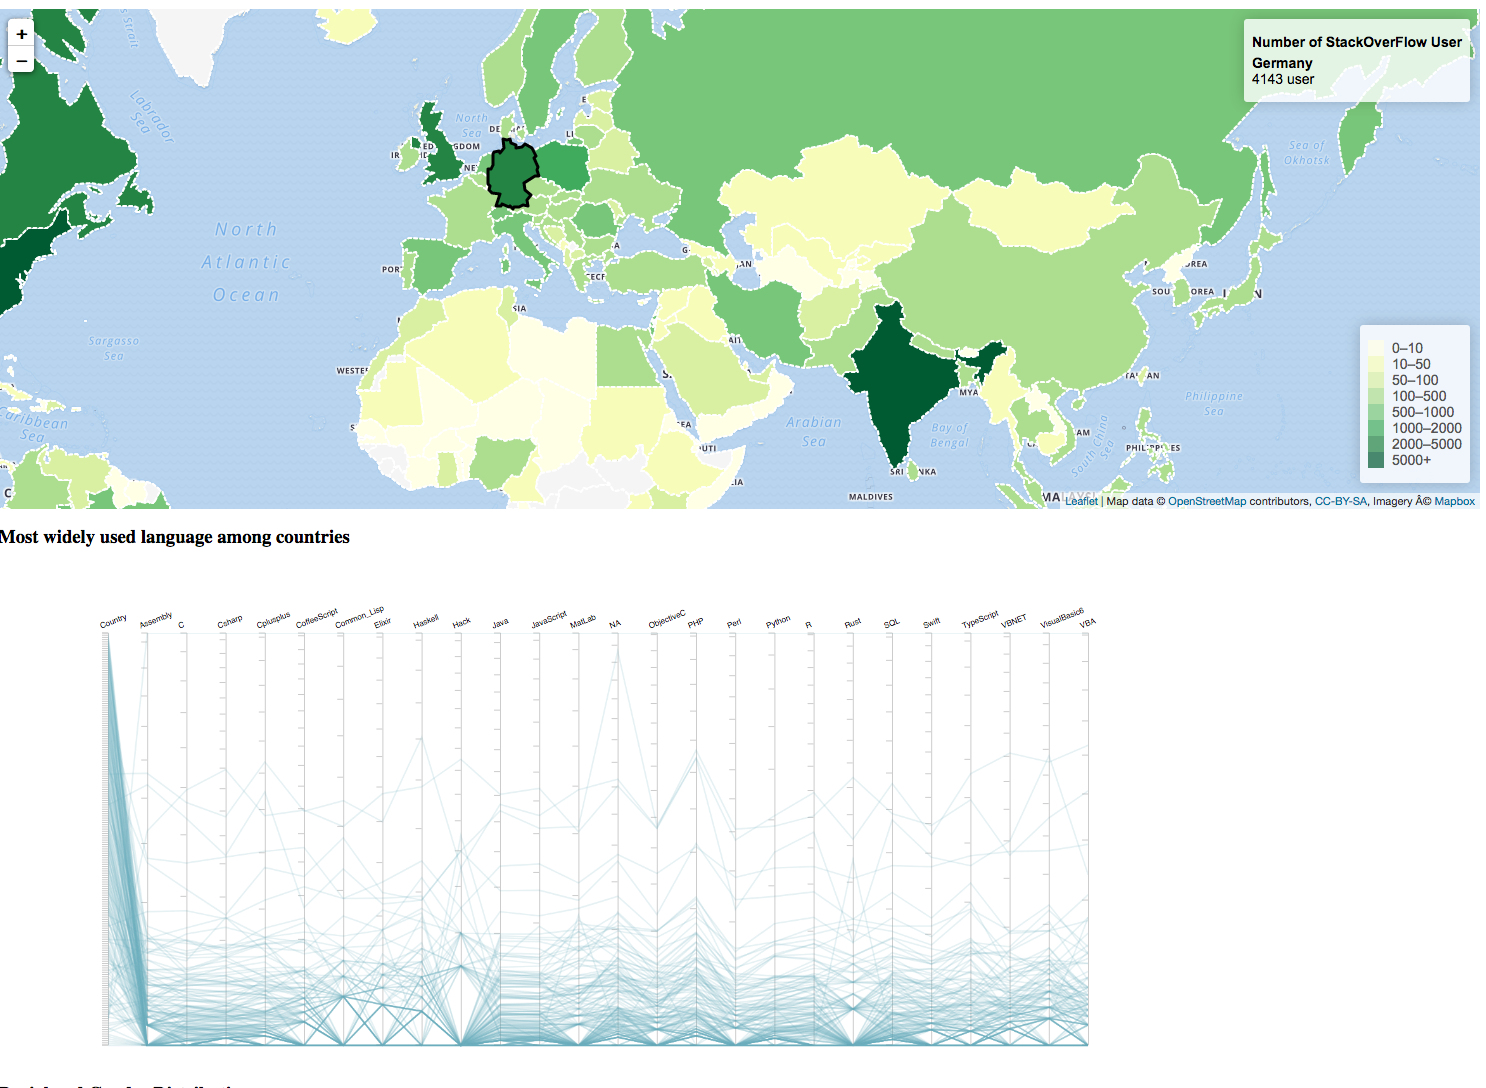 +
−
Number of StackOverFlow User
Germany
4143 user
Labrador
Sea
North
Sea
Sea of
Okhotsk
North
Atlantic
Ocean
Sargasso
Sea
Caribbean
Sea
Arabian
Sea
Bay of
Bengal
South China
Sea
Philippine
Sea
MALDIVES
0–10
10–50
50–100
100–500
500–1000
1000–2000
2000–5000
5000+
Leaflet | Map data © OpenStreetMap contributors, CC-BY-SA, Imagery Â© Mapbox
Most widely used language among countries
Country Assembly C Csharp Cplusplus CoffeeScript Common_Lisp Elixir Haskell Hack Java JavaScript MatLab NA ObjectiveC PHP Perl Python R Rust SQL Swift TypeScript VBNET VisualBasic6 VBA